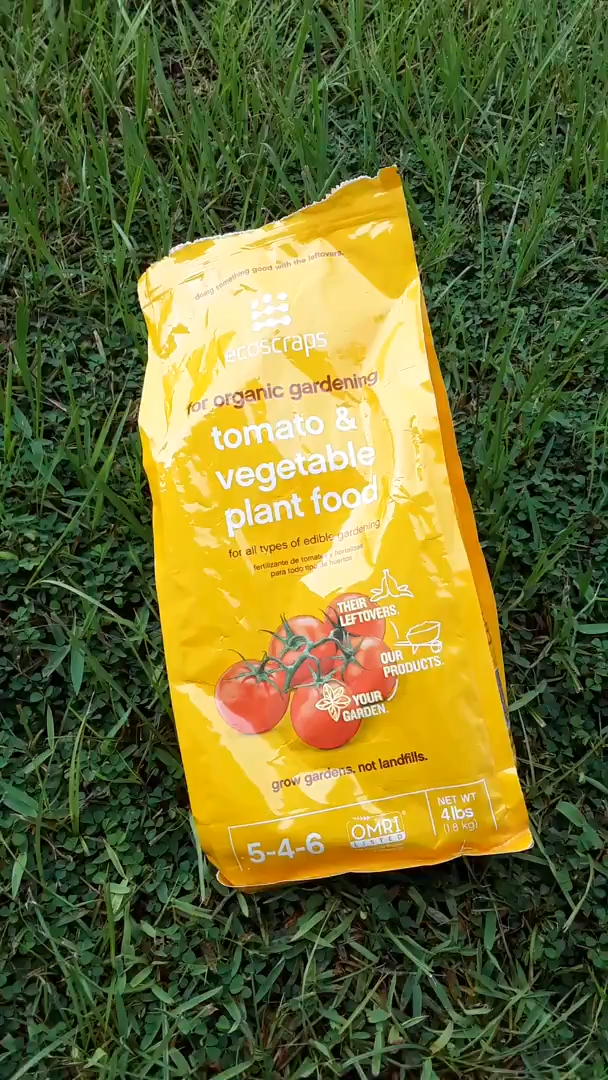 doing something good with the leftovers.
ecoscraps
for organic gardening
tomato &
vegetable
plant food
for all types of edible gardening
fertilizante de tomates y hortalizas
para todo tipo de huertos
THEIR
LEFTOVERS.
OUR
PRODUCTS.
YOUR
GARDEN.
grow gardens, not landfills.
5-4-6
OMRI
LISTED
NET WT
4 lbs
(1.8 kg)